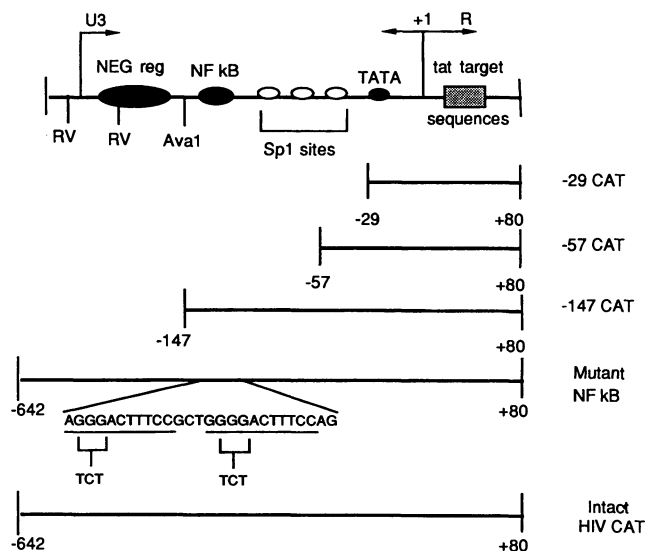 U3
+1 R
NEG reg
NF kB
TATA
tat target
sequences
RV
RV
Ava1
Sp1 sites
-29 CAT
-29
+80
-57 CAT
-57
+80
-147 CAT
-147
+80
Mutant
NF kB
-642
+80
AGGGACTTTCCGCTGGGGACTTTCCAG
TCT
TCT
Intact
HIV CAT
-642
+80